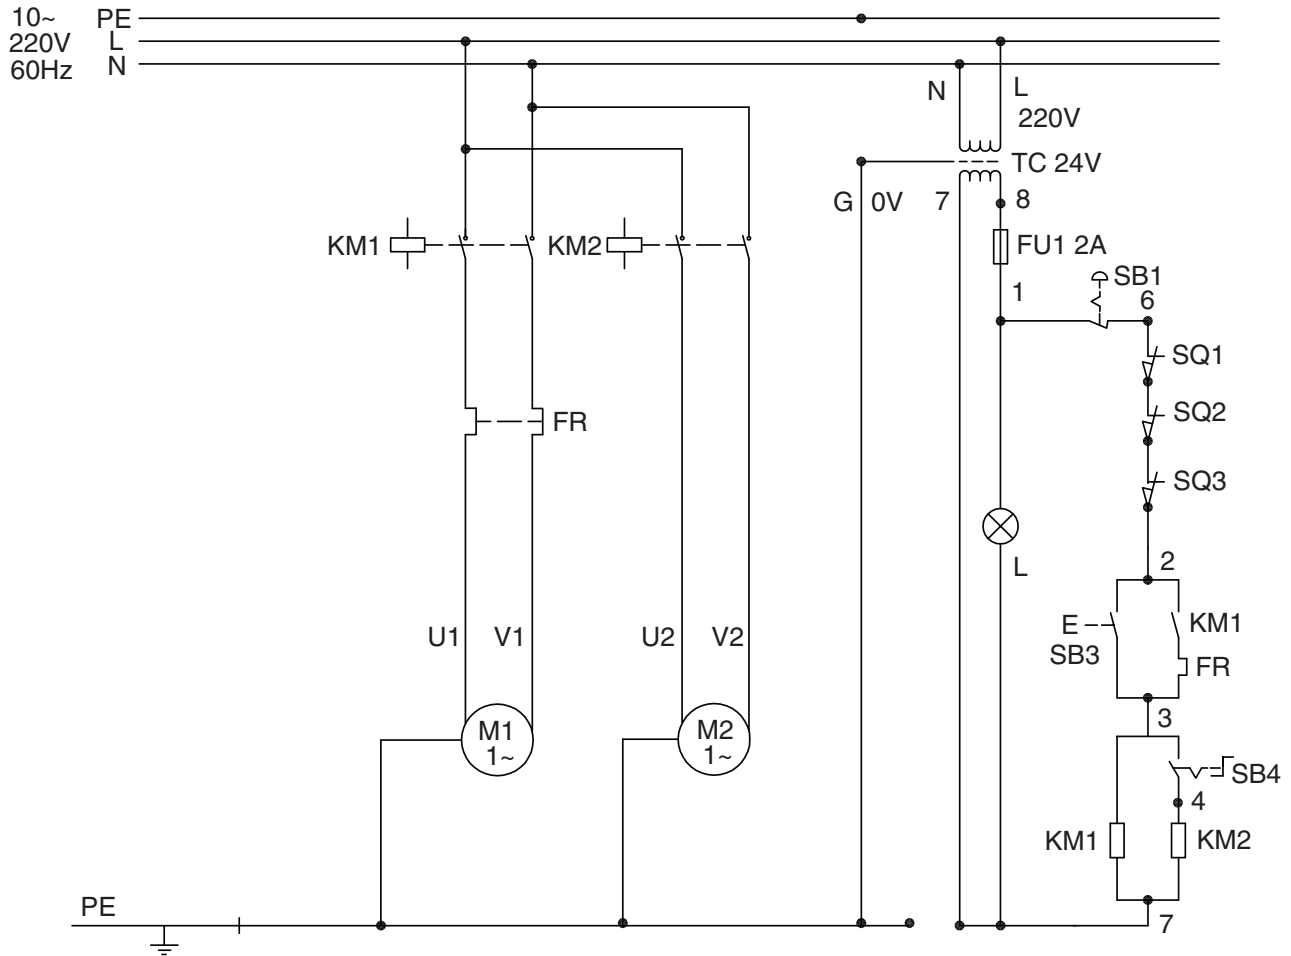 10~ PE
220V L
60Hz N
N L
220V
TC 24V
G 0V 7 8
KM1 KM2 FU1 2A
SB1
1 6
SQ1
SQ2
FR
SQ3
L
2
U1 V1 U2 V2 E KM1
SB3 FR
3
M1 M2
1~ 1~
SB4
4
KM1 KM2
PE 7